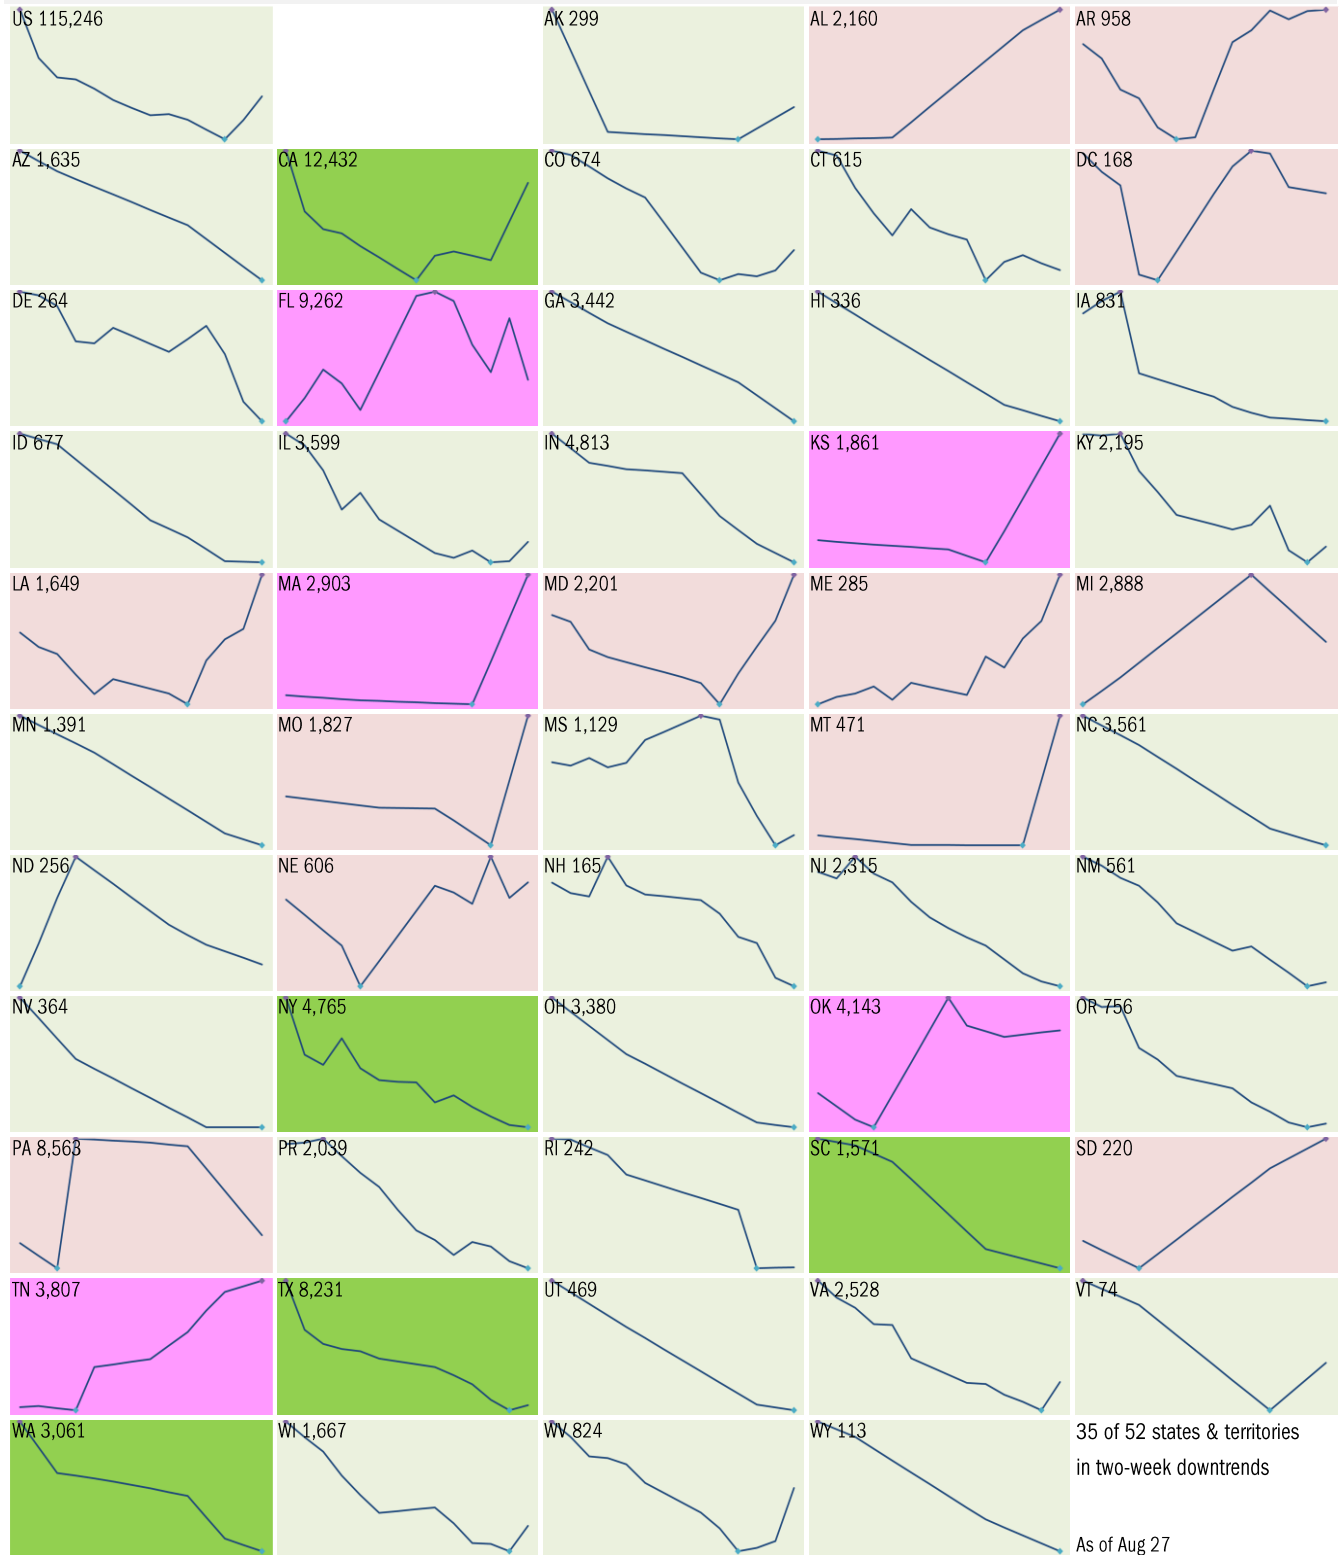 US 115,246
AK 299
AL 2,160
AR 958
AZ 1,635
CA 12,432
CO 674
CT 615
DC 168
DE 264
FL 9,262
GA 3,442
HI 336
IA 831
ID 677
IL 3,599
IN 4,813
KS 1,861
KY 2,195
LA 1,649
MA 2,903
MD 2,201
ME 285
MI 2,888
MN 1,391
MO 1,827
MS 1,129
MT 471
NC 3,561
ND 256
NE 606
NH 165
NJ 2,315
NM 561
NV 364
NY 4,765
OH 3,380
OK 4,143
OR 756
PA 8,563
PR 2,039
RI 242
SC 1,571
SD 220
TN 3,807
TX 8,231
UT 469
VA 2,528
VT 74
WA 3,061
WI 1,667
WV 824
WY 113
35 of 52 states & territories
in two-week downtrends
As of Aug 27